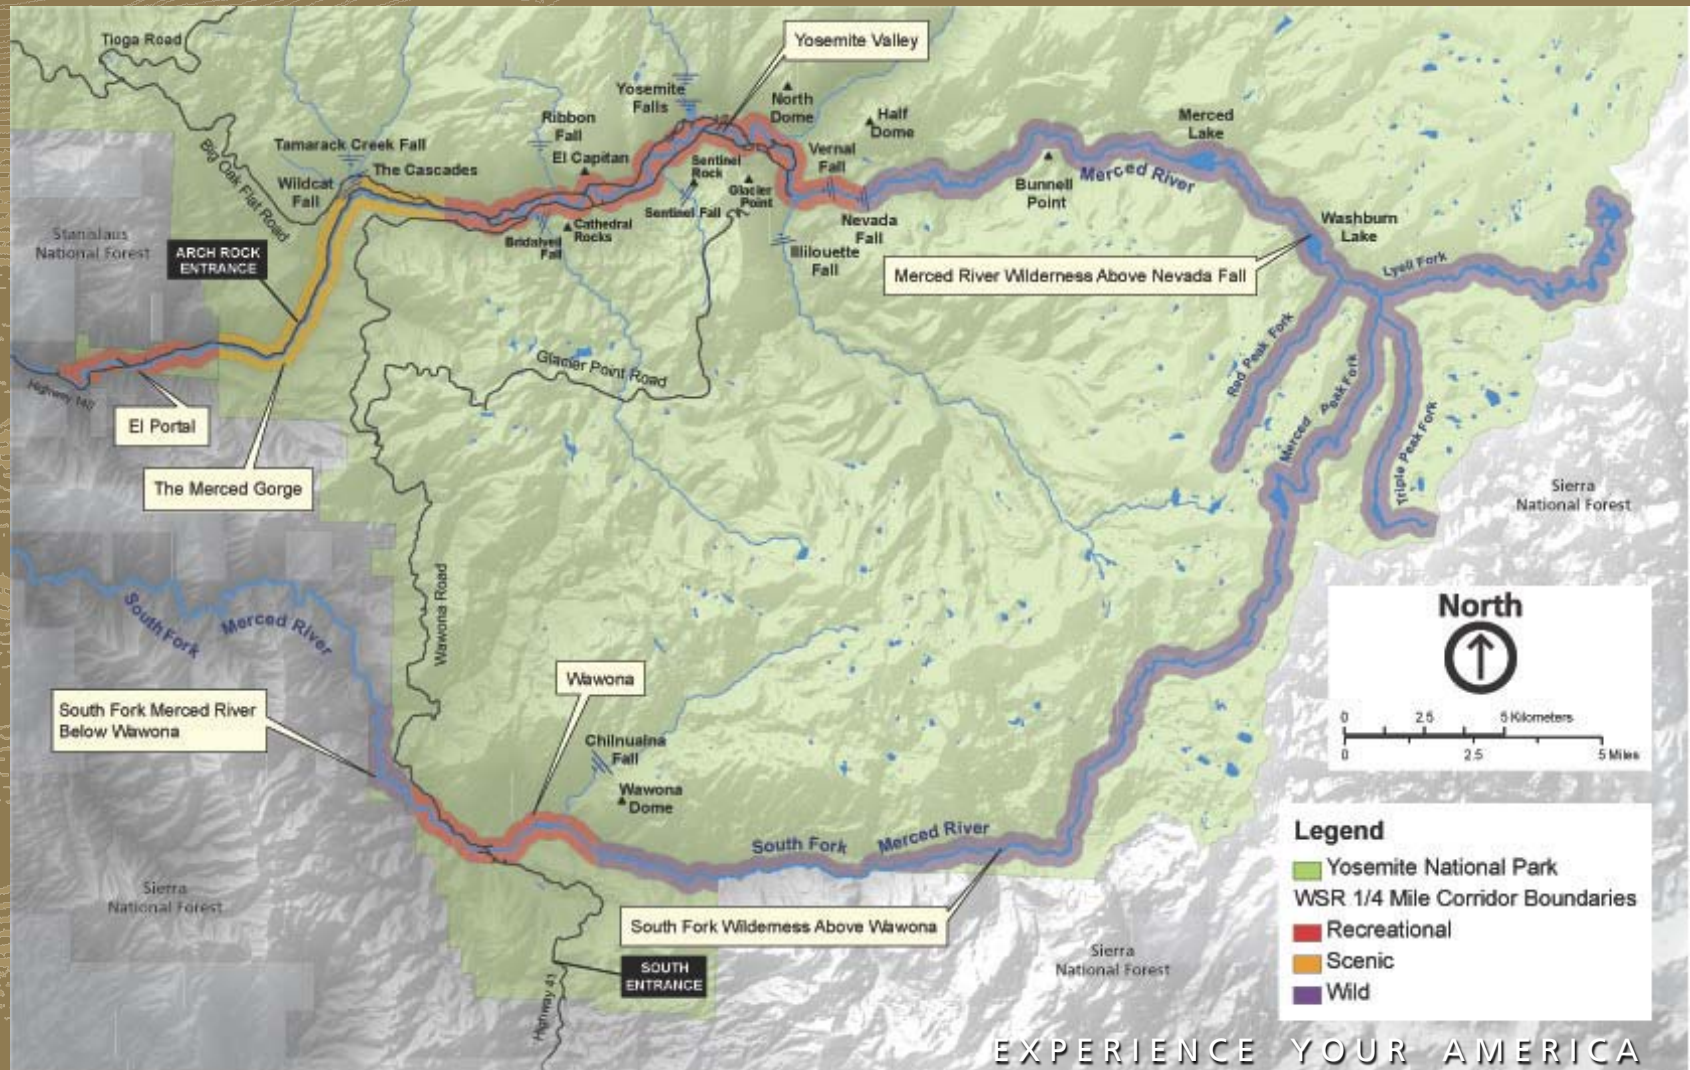 Tioga Road
Yosemite Valley
Yosemite
Falls
North
Dome
Half
Dome
Ribbon
Fall
Merced
Lake
Tamarack Creek Fall
Big Oak Flat Road
The Cascades
El Capitan
Vernal
Fall
Sentinel
Rock
Wildcat
Fall
Glacier
Point
Bunnell
Point
Merced River
Sentinel Fall
Nevada
Fall
Washburn
Lake
Stanislaus
National Forest
Cathedral
Rocks
Bridalveil
Fall
ARCH ROCK
ENTRANCE
Illilouette
Fall
Merced River Wilderness Above Nevada Fall
Lyell Fork
Red Peak Fork
Glacier Point Road
Merced Peak Fork
Highway 140
El Portal
Triple Peak Fork
The Merced Gorge
Sierra
National Forest
South Fork Merced River
Wawona Road
North
0 2.5 5 Kilometers
0 2.5 5 Miles
Wawona
South Fork Merced River
Below Wawona
Chilnualna
Fall
Wawona
Dome
South Fork Merced River
Sierra
National Forest
South Fork Wilderness Above Wawona
Sierra
National Forest
SOUTH
ENTRANCE
Highway 41
Legend
Yosemite National Park
WSR 1/4 Mile Corridor Boundaries
Recreational
Scenic
Wild
EXPERIENCE YOUR AMERICA